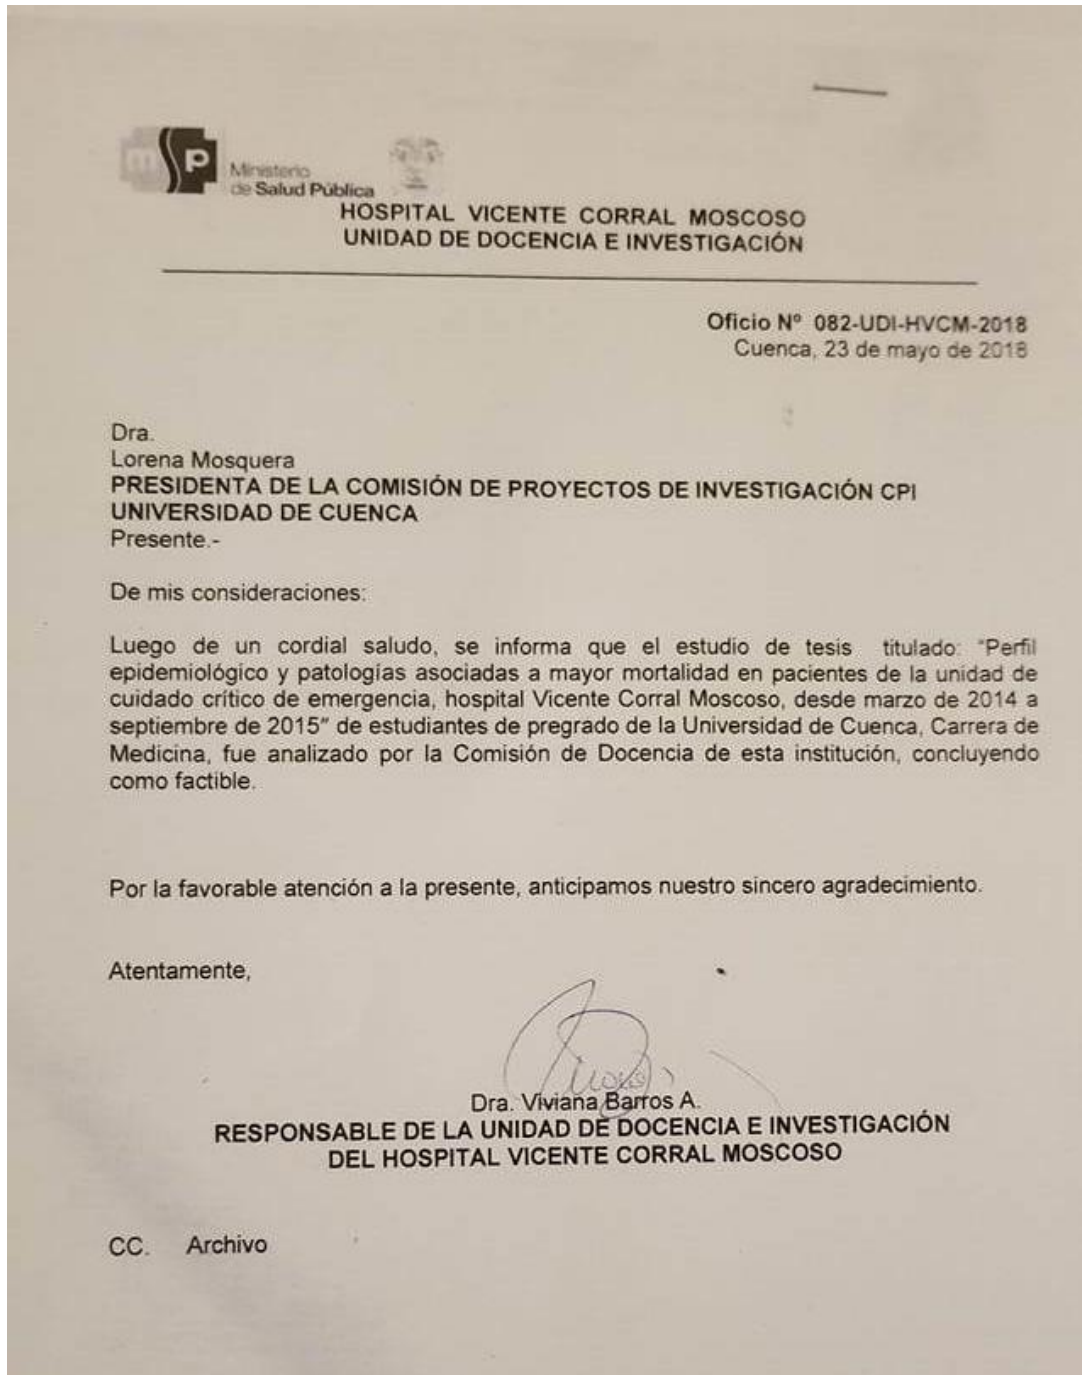 msp
Ministerio
de Salud Pública
HOSPITAL VICENTE CORRAL MOSCOSO
UNIDAD DE DOCENCIA E INVESTIGACIÓN
Oficio Nº 082-UDI-HVCM-2018
Cuenca, 23 de mayo de 2018
Dra.
Lorena Mosquera
PRESIDENTA DE LA COMISIÓN DE PROYECTOS DE INVESTIGACIÓN CPI
UNIVERSIDAD DE CUENCA
Presente.-
De mis consideraciones:
Luego de un cordial saludo, se informa que el estudio de tesis titulado: "Perfil
epidemiológico y patologías asociadas a mayor mortalidad en pacientes de la unidad de
cuidado crítico de emergencia, hospital Vicente Corral Moscoso, desde marzo de 2014 a
septiembre de 2015" de estudiantes de pregrado de la Universidad de Cuenca, Carrera de
Medicina, fue analizado por la Comisión de Docencia de esta institución, concluyendo
como factible.
Por la favorable atención a la presente, anticipamos nuestro sincero agradecimiento.
Atentamente,
Dra. Viviana Barros A.
RESPONSABLE DE LA UNIDAD DE DOCENCIA E INVESTIGACIÓN
DEL HOSPITAL VICENTE CORRAL MOSCOSO
CC. Archivo